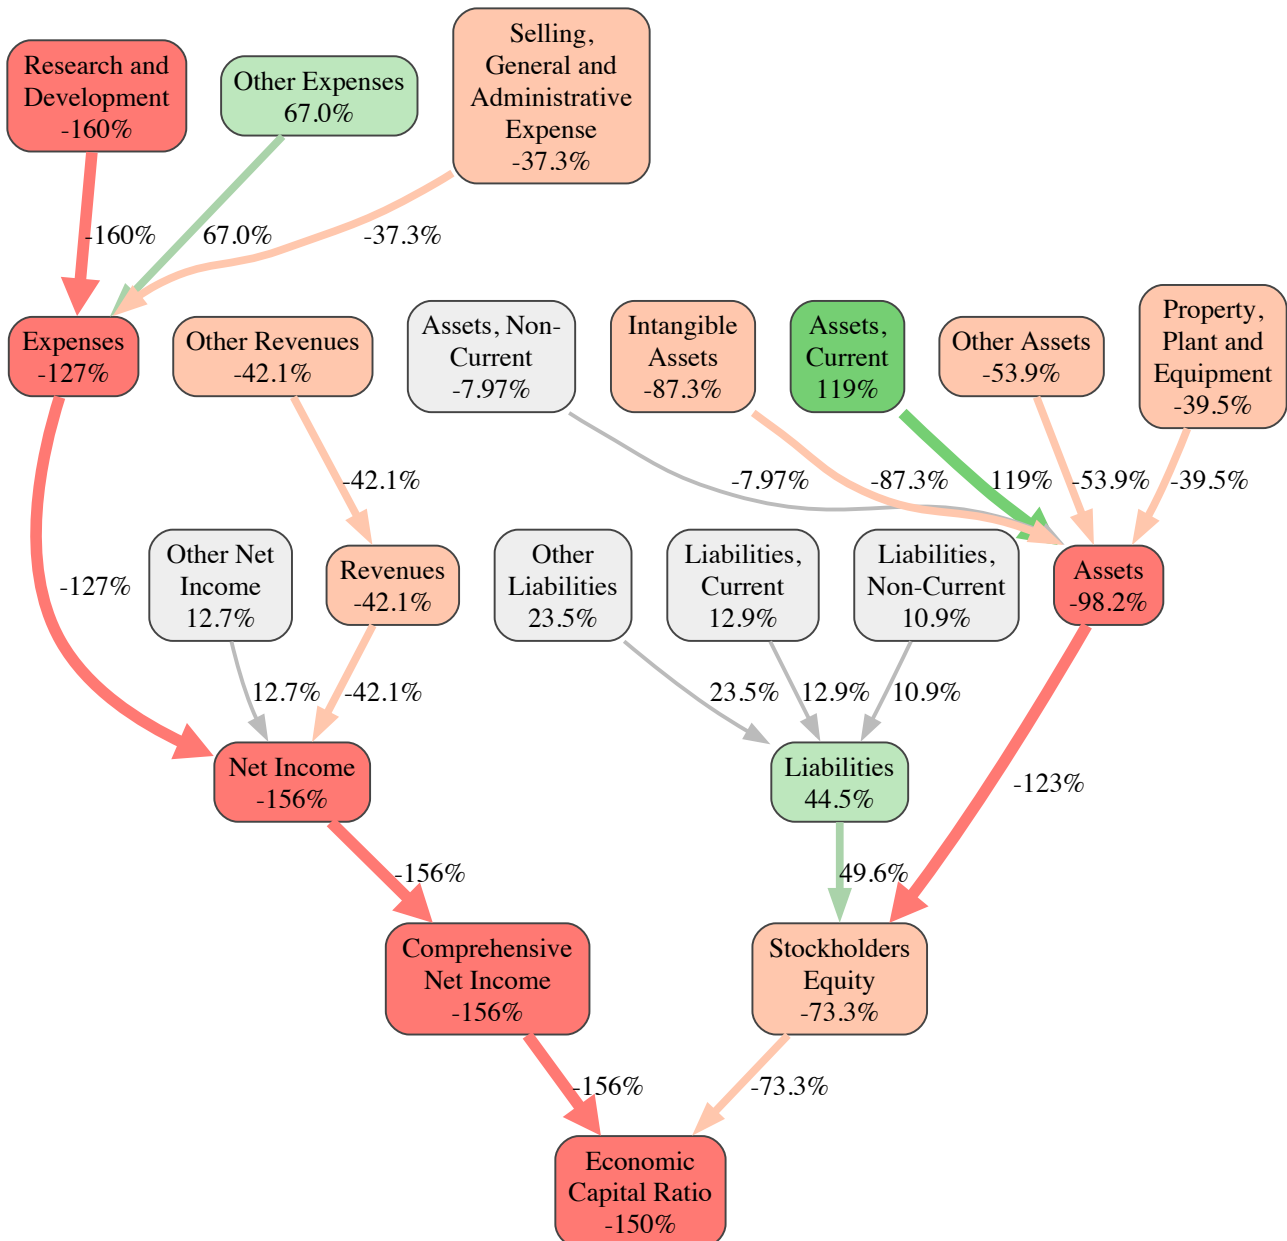 Research and
Development
-160%
Other Expenses
67.0%
Selling,
General and
Administrative
Expense
-37.3%
-160%
67.0%
-37.3%
Expenses
-127%
Other Revenues
-42.1%
Assets, Non-
Current
-7.97%
Intangible
Assets
-87.3%
Assets,
Current
119%
Other Assets
-53.9%
Property,
Plant and
Equipment
-39.5%
-42.1%
-7.97%
-87.3%
119%
-53.9%
-39.5%
-127%
Other Net
Income
12.7%
Revenues
-42.1%
Other
Liabilities
23.5%
Liabilities,
Current
12.9%
Liabilities,
Non-Current
10.9%
Assets
-98.2%
12.7%
-42.1%
23.5%
12.9%
10.9%
Net Income
-156%
Liabilities
44.5%
-123%
-156%
49.6%
Comprehensive
Net Income
-156%
Stockholders
Equity
-73.3%
-156%
-73.3%
Economic
Capital Ratio
-150%